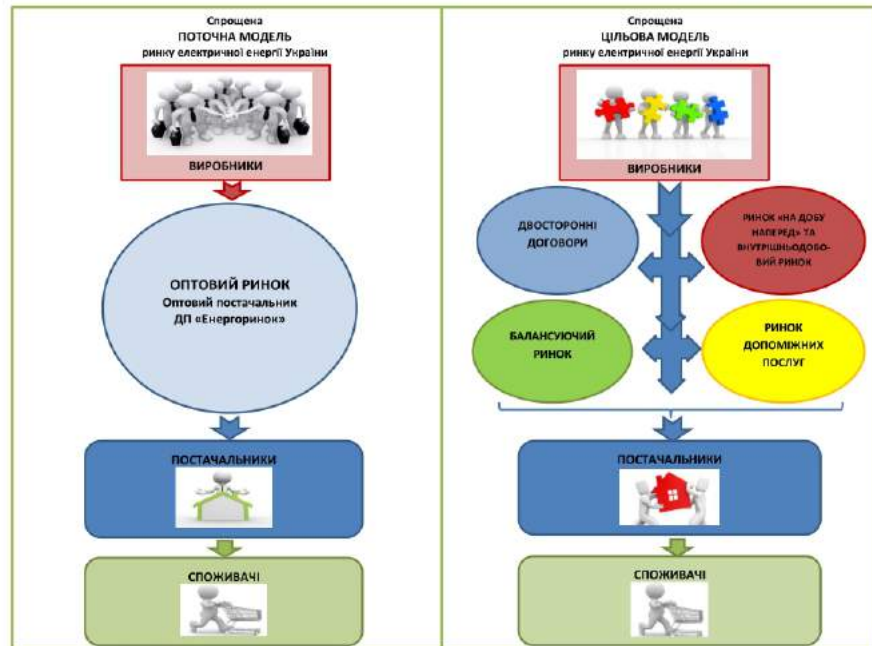 Спрощена
ПОТОЧНА МОДЕЛЬ
ринку електричної енергії України
ВИРОБНИКИ
ОПТОВИЙ РИНОК
Оптовий постачальник
ДП «Енергоринок»
ПОСТАЧАЛЬНИКИ
СПОЖИВАЧІ
Спрощена
ЦІЛЬОВА МОДЕЛЬ
ринку електричної енергії України
ВИРОБНИКИ
ДВОСТОРОННІ
ДОГОВОРИ
РИНОК «НА ДОБУ
НАПЕРЕД» ТА
ВНУТРІШНЬОДОБО-
ВИЙ РИНОК
БАЛАНСУЮЧИЙ
РИНОК
РИНОК
ДОПОМІЖНИХ
ПОСЛУГ
ПОСТАЧАЛЬНИКИ
СПОЖИВАЧІ